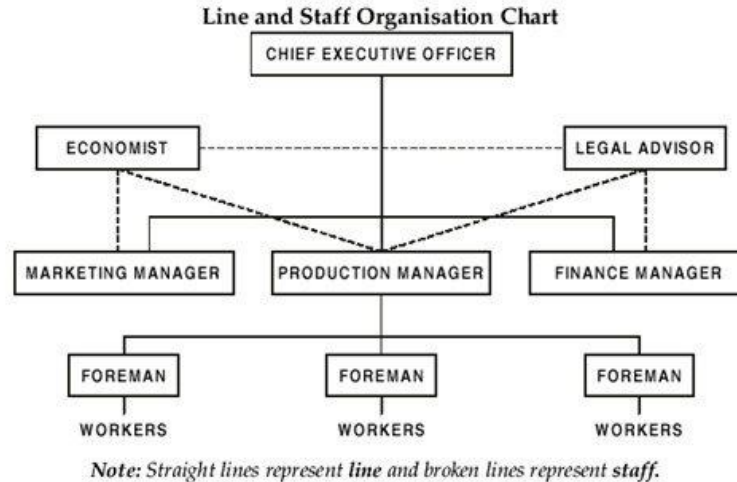 Line and Staff Organisation Chart
CHIEF EXECUTIVE OFFICER
ECONOMIST
LEGAL ADVISOR
MARKETING MANAGER
PRODUCTION MANAGER
FINANCE MANAGER
FOREMAN
FOREMAN
FOREMAN
WORKERS
WORKERS
WORKERS
Note: Straight lines represent line and broken lines represent staff.